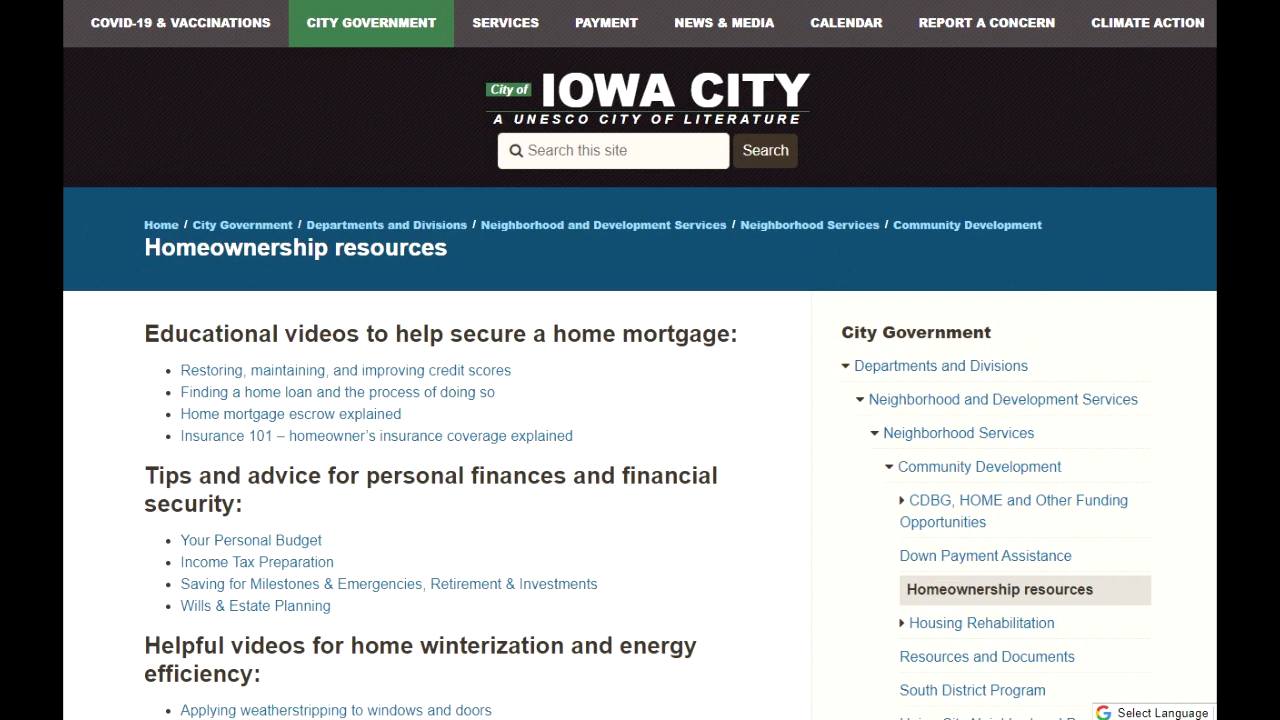 COVID-19 & VACCINATIONS CITY GOVERNMENT SERVICES PAYMENT NEWS & MEDIA CALENDAR REPORT A CONCERN CLIMATE ACTION
City of IOWA CITY
A UNESCO CITY OF LITERATURE
Search this site Search
Home / City Government / Departments and Divisions / Neighborhood and Development Services / Neighborhood Services / Community Development
Homeownership resources
Educational videos to help secure a home mortgage:
• Restoring, maintaining, and improving credit scores
• Finding a home loan and the process of doing so
• Home mortgage escrow explained
• Insurance 101 – homeowner’s insurance coverage explained
Tips and advice for personal finances and financial
security:
• Your Personal Budget
• Income Tax Preparation
• Saving for Milestones & Emergencies, Retirement & Investments
• Wills & Estate Planning
Helpful videos for home winterization and energy
efficiency:
• Applying weatherstripping to windows and doors
City Government
Departments and Divisions
Neighborhood and Development Services
Neighborhood Services
Community Development
CDBG, HOME and Other Funding
Opportunities
Down Payment Assistance
Homeownership resources
Housing Rehabilitation
Resources and Documents
South District Program
Select Language